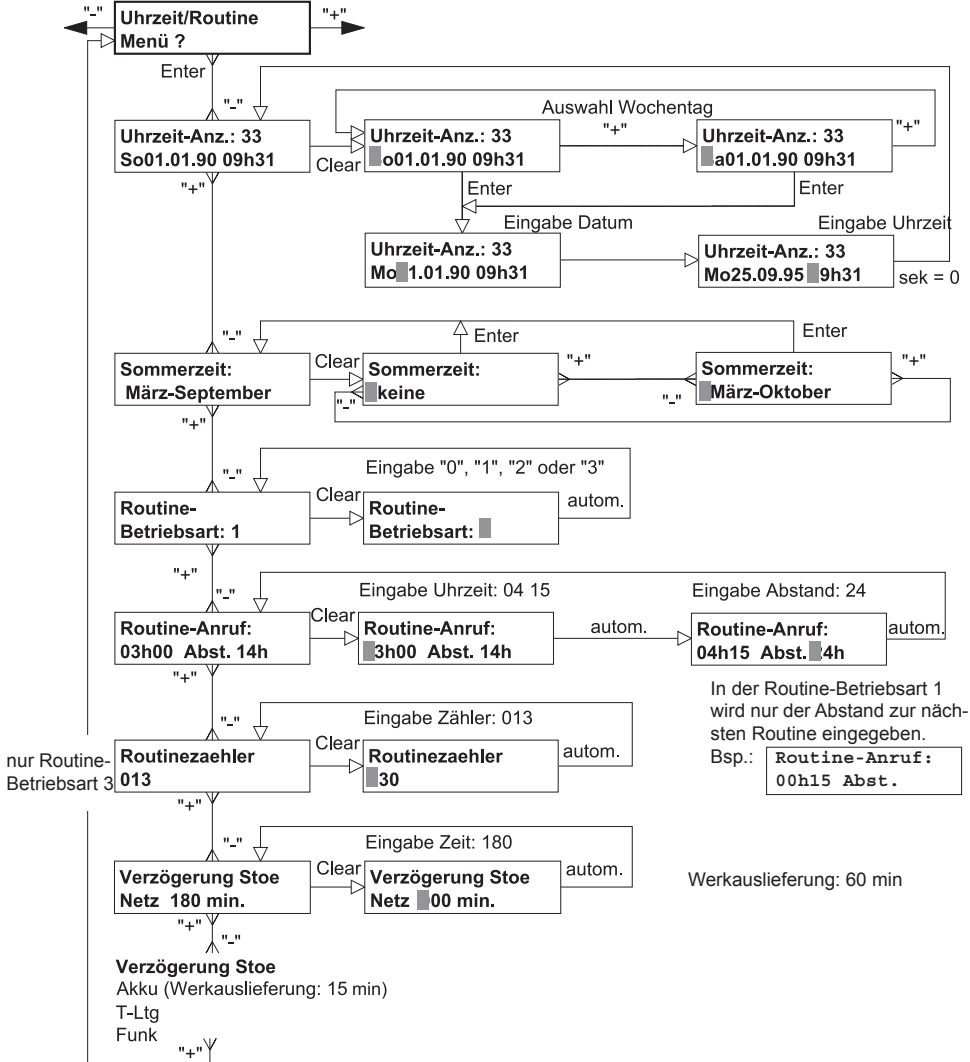 "-"
Uhrzeit/Routine
Menü ?
"+"
Enter
"-"
Uhrzeit-Anz.: 33
So01.01.90 09h31
Clear
"+"
Auswahl Wochentag
Uhrzeit-Anz.: 33
o01.01.90 09h31
"+"
Uhrzeit-Anz.: 33
a01.01.90 09h31
"+"
Enter
Enter
Eingabe Datum
Uhrzeit-Anz.: 33
Mo 1.01.90 09h31
Eingabe Uhrzeit
Uhrzeit-Anz.: 33
Mo25.09.95 9h31
sek = 0
"-"
Sommerzeit:
März-September
Clear
"+"
Enter
Sommerzeit:
keine
"+"
"-"
Enter
Sommerzeit:
März-Oktober
"+"
"-"
"-"
Routine-
Betriebsart: 1
Clear
"+"
Eingabe "0", "1", "2" oder "3"
Routine-
Betriebsart:
autom.
"-"
Routine-Anruf:
03h00 Abst. 14h
Clear
"+"
Eingabe Uhrzeit: 04 15
Routine-Anruf:
3h00 Abst. 14h
autom.
Eingabe Abstand: 24
Routine-Anruf:
04h15 Abst. 4h
autom.
In der Routine-Betriebsart 1
wird nur der Abstand zur näch-
sten Routine eingegeben.
Bsp.:
Routine-Anruf:
00h15 Abst.
nur Routine-
Betriebsart 3
"-"
Routinezaehler
013
Clear
"+"
Eingabe Zähler: 013
Routinezaehler
30
autom.
"-"
Verzögerung Stoe
Netz 180 min.
Clear
"+"
Eingabe Zeit: 180
Verzögerung Stoe
Netz 00 min.
autom.
Werkauslieferung: 60 min
"-"
Verzögerung Stoe
Akku (Werkauslieferung: 15 min)
T-Ltg
Funk
"+"